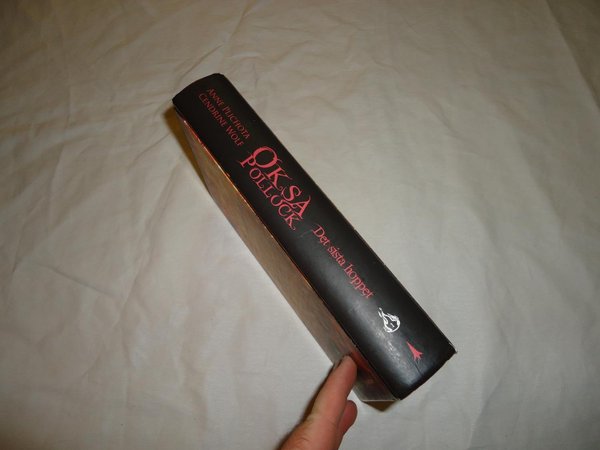 ANNE PLICHOTA
CENDRINE WOLF
OKSA
POLLOCK
Det sista hoppet